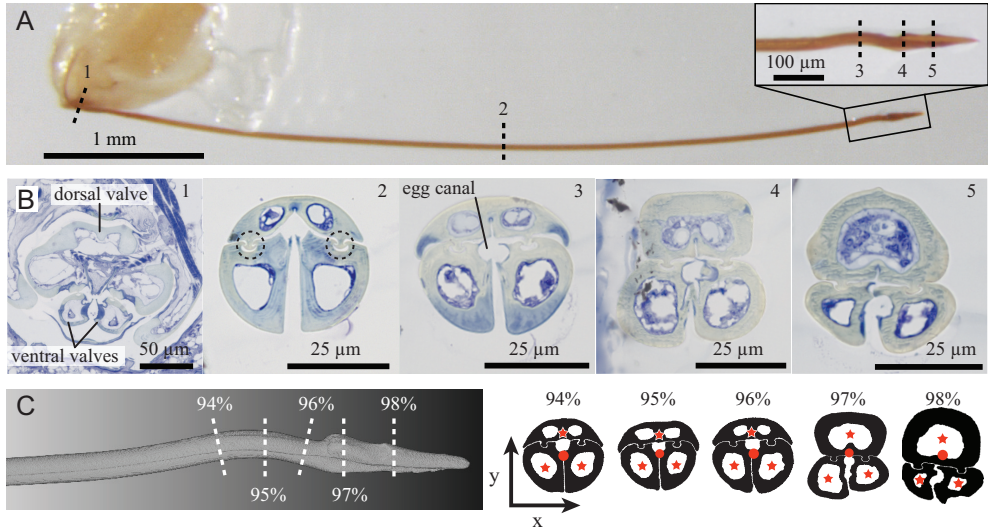 A
1
2
1 mm
100 µm
3
4
5
B
dorsal valve
1
ventral valves
50 µm
2
25 µm
egg canal
3
25 µm
4
25 µm
5
25 µm
C
94%
96%
98%
95%
97%
y
x
94%
95%
96%
97%
98%